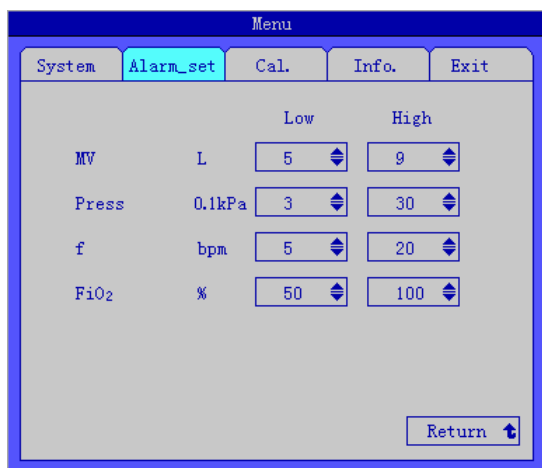 Menu
System Alarm_set Cal. Info. Exit
Low High
MV L 5 9
Press 0.1kPa 3 30
f bpm 5 20
FiO₂ % 50 100
Return